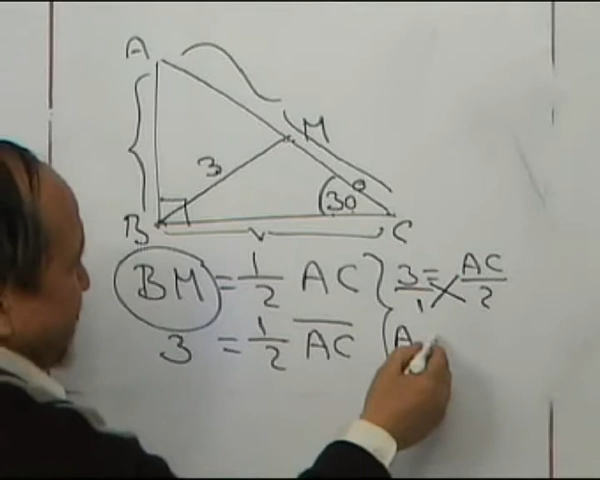 A
M
3
30°
B
C
BM = 1/2 AC } 3/1 = AC/2
3 = 1/2 AC { A